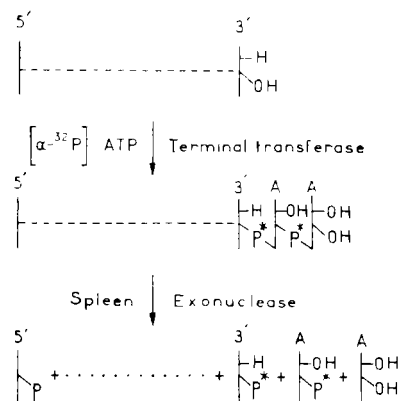 5′ 3′
H
OH
[α-³²P] ATP Terminal transferase
5′ 3′ A A
H OH OH
P* P* OH
Spleen Exonuclease
5′ 3′ A A
H OH OH
P + · · · · · · · · · · + P* + P* + OH